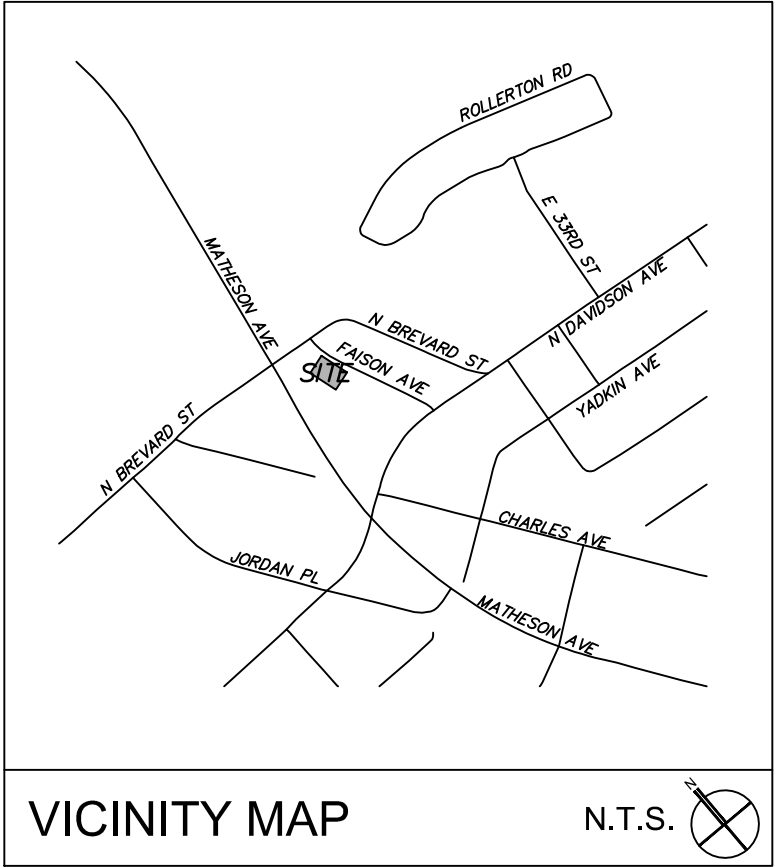 ROLLERTON RD
E 33RD ST
MATHESON AVE
N DAVIDSON AVE
N BREVARD ST
FAISON AVE
SITE
YADKIN AVE
N BREVARD ST
CHARLES AVE
JORDAN PL
MATHESON AVE
VICINITY MAP
N.T.S.
N